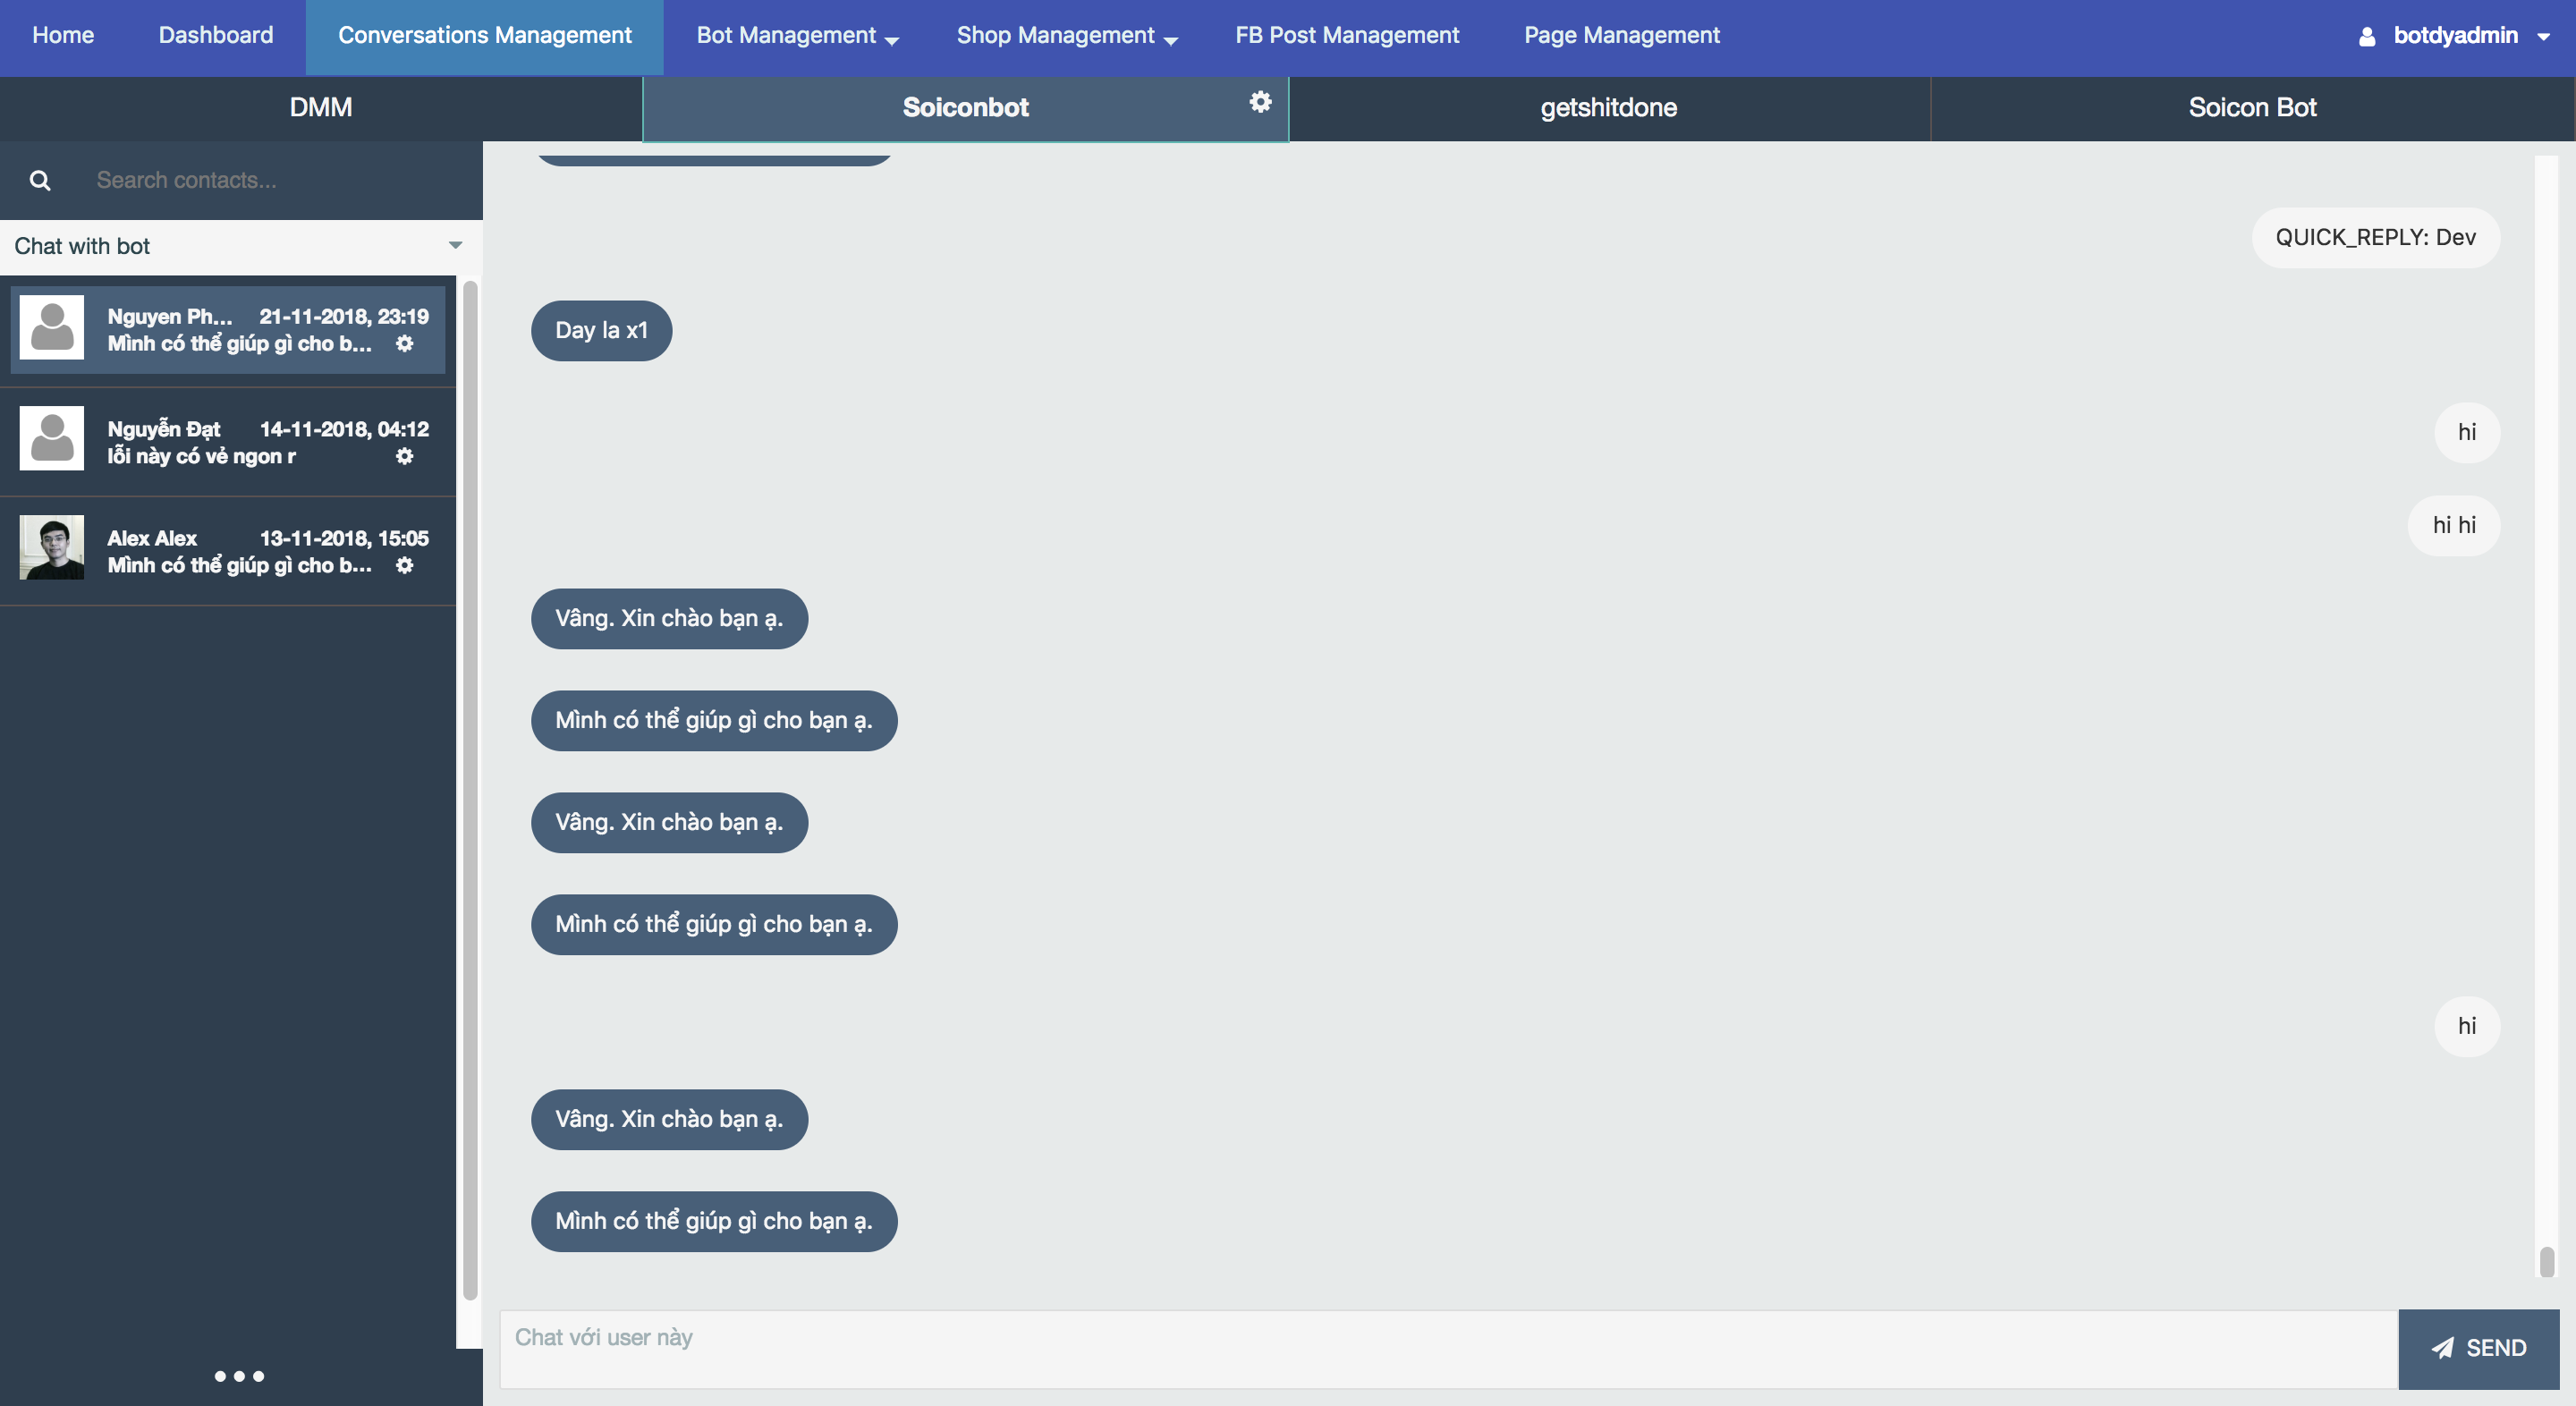 Home Dashboard Conversations Management Bot Management Shop Management FB Post Management Page Management botdyadmin
DMM Soiconbot getshitdone Soicon Bot
Search contacts...
Chat with bot
Nguyen Ph... 21-11-2018, 23:19
Mình có thể giúp gì cho b...
Nguyễn Đạt 14-11-2018, 04:12
lỗi này có vẻ ngon r
Alex Alex 13-11-2018, 15:05
Mình có thể giúp gì cho b...
QUICK_REPLY: Dev
Day la x1
hi
hi hi
Vâng. Xin chào bạn ạ.
Mình có thể giúp gì cho bạn ạ.
Vâng. Xin chào bạn ạ.
Mình có thể giúp gì cho bạn ạ.
hi
Vâng. Xin chào bạn ạ.
Mình có thể giúp gì cho bạn ạ.
Chat với user này
SEND